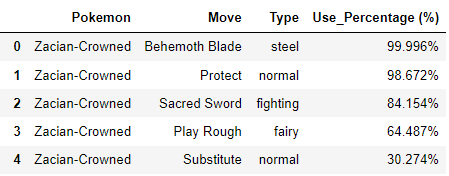 Pokemon Move Type Use_Percentage (%)
0 Zacian-Crowned Behemoth Blade steel 99.996%
1 Zacian-Crowned Protect normal 98.672%
2 Zacian-Crowned Sacred Sword fighting 84.154%
3 Zacian-Crowned Play Rough fairy 64.487%
4 Zacian-Crowned Substitute normal 30.274%